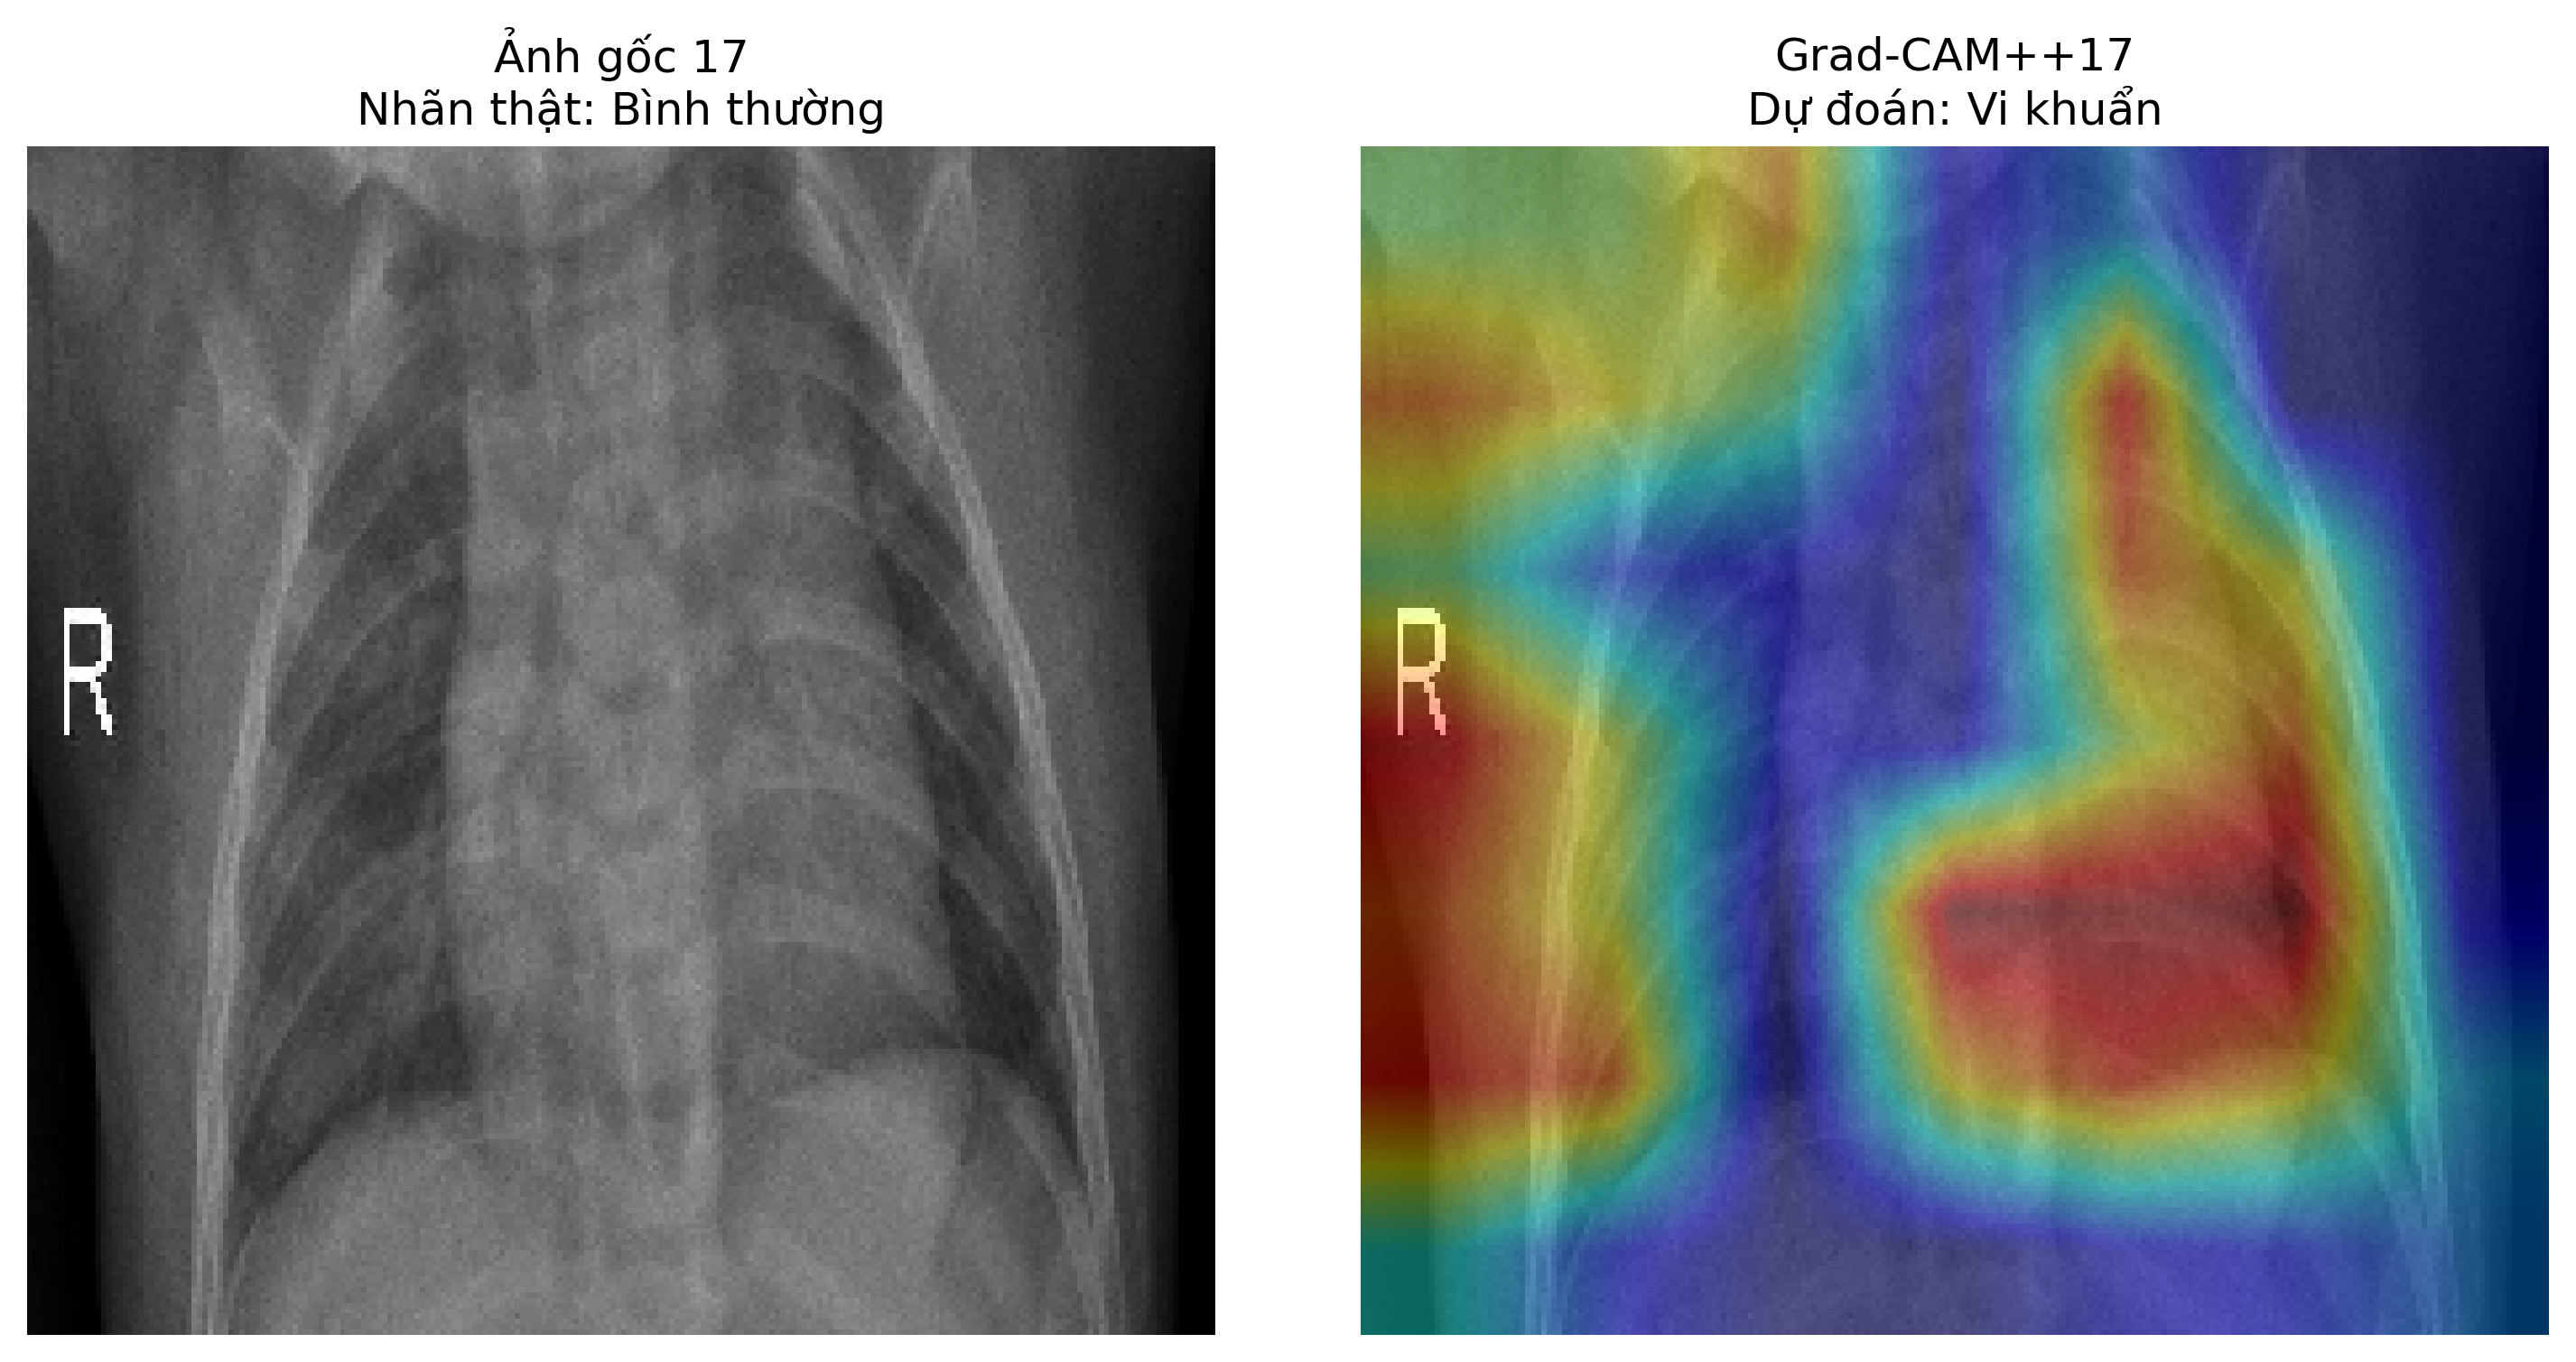 Ảnh gốc 17
Nhãn thật: Bình thường
Grad-CAM++17
Dự đoán: Vi khuẩn
R
R